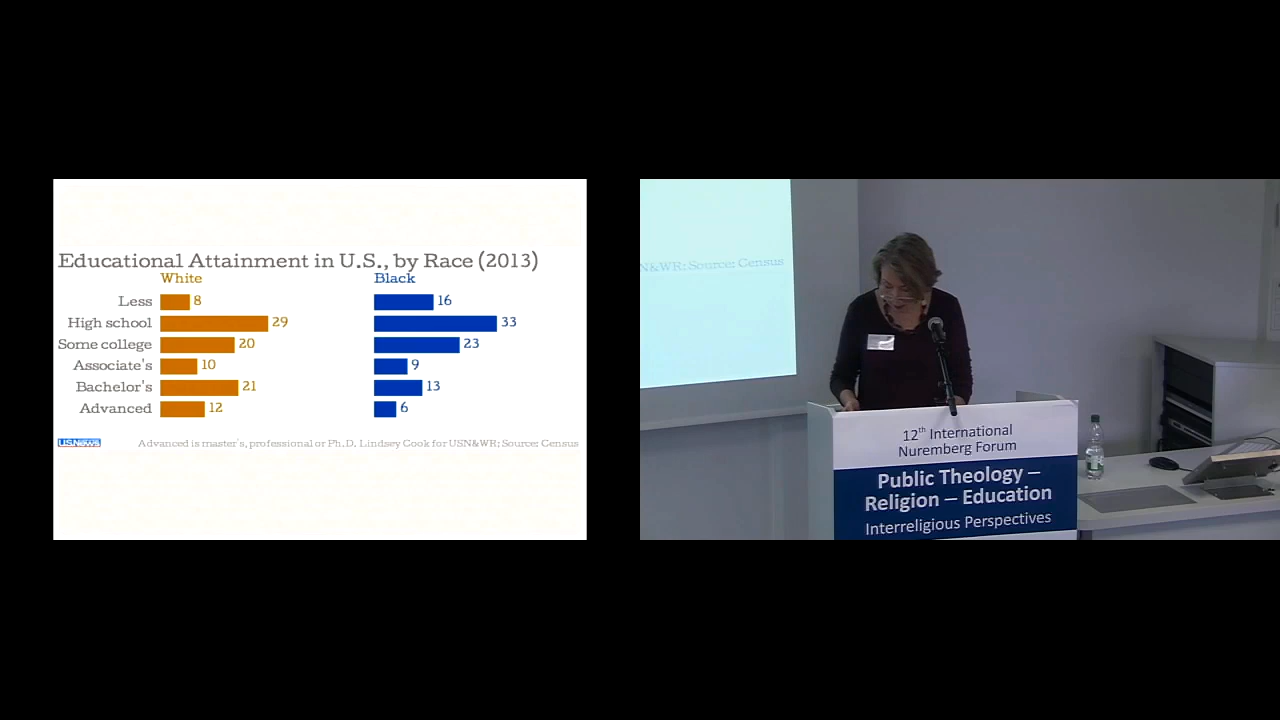 Educational Attainment in U.S., by Race (2013)
White Black
Less 8 16
High school 29 33
Some college 20 23
Associate's 10 9
Bachelor's 21 13
Advanced 12 6
USNews Advanced is master's, professional or Ph.D. Lindsey Cook for USN&WR; Source: Census
N&WR; Source: Census
12th International
Nuremberg Forum
Public Theology –
Religion – Education
Interreligious Perspectives